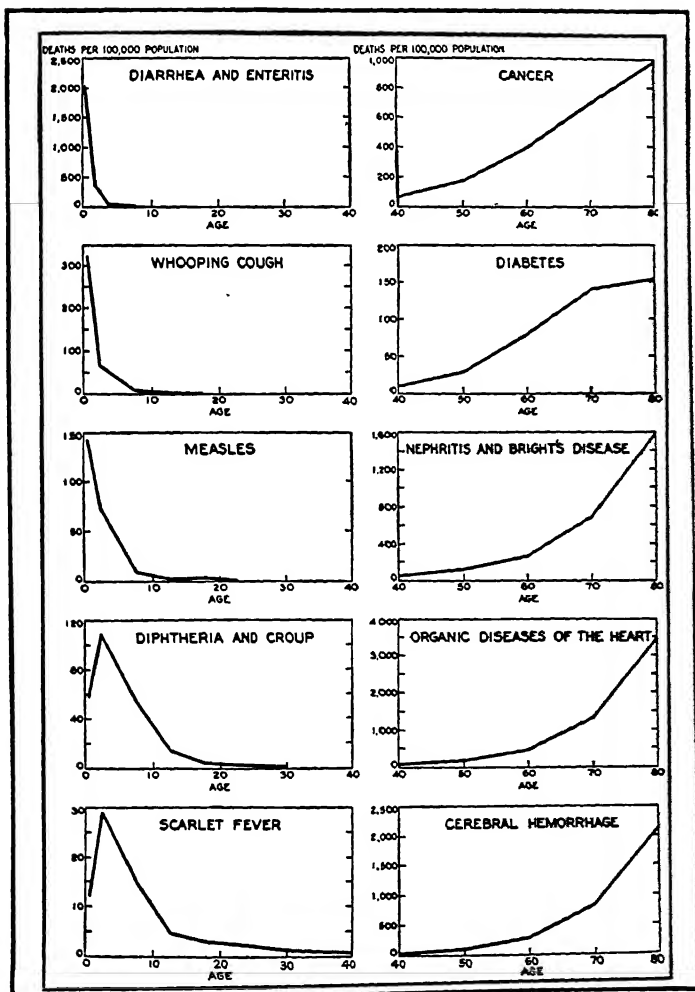 DEATHS PER 100,000 POPULATION
2,500
2,000
1,500
1,000
500
0
DIARRHEA AND ENTERITIS
0 10 20 30 40
AGE
DEATHS PER 100,000 POPULATION
1,000
800
600
400
200
0
CANCER
40 50 60 70 80
AGE
300
200
100
0
WHOOPING COUGH
0 10 20 30 40
AGE
200
150
100
50
0
DIABETES
40 50 60 70 80
AGE
150
100
50
0
MEASLES
0 10 20 30 40
AGE
1,600
1,200
800
400
0
NEPHRITIS AND BRIGHT'S DISEASE
40 50 60 70 80
AGE
120
80
40
0
DIPHTHERIA AND CROUP
0 10 20 30 40
AGE
4,000
3,000
2,000
1,000
0
ORGANIC DISEASES OF THE HEART
40 50 60 70 80
AGE
30
20
10
0
SCARLET FEVER
0 10 20 30 40
AGE
2,500
2,000
1,500
1,000
500
0
CEREBRAL HEMORRHAGE
40 50 60 70 80
AGE